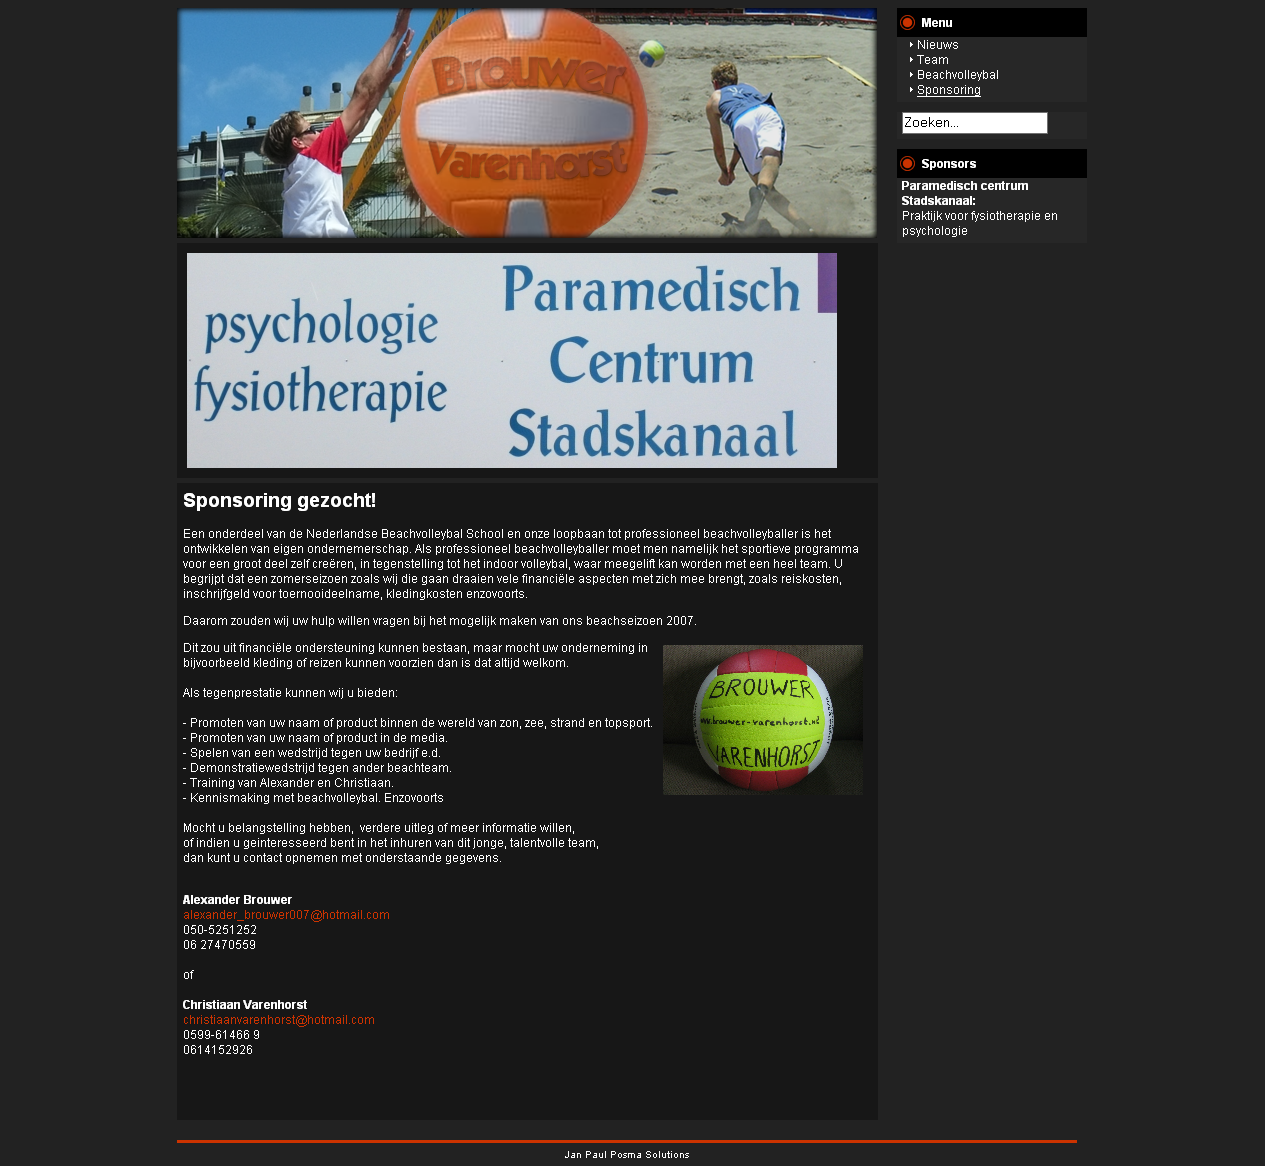 Brouwer
Varenhorst
Menu
Nieuws
Team
Beachvolleybal
Sponsoring
Zoeken...
Sponsors
Paramedisch centrum
Stadskanaal:
Praktijk voor fysiotherapie en
psychologie
psychologie
fysiotherapie
Paramedisch
Centrum
Stadskanaal
Sponsoring gezocht!
Een onderdeel van de Nederlandse Beachvolleybal School en onze loopbaan tot professioneel beachvolleyballer is het
ontwikkelen van eigen ondernemerschap. Als professioneel beachvolleyballer moet men namelijk het sportieve programma
voor een groot deel zelf creëren, in tegenstelling tot het indoor volleybal, waar meegelift kan worden met een heel team. U
begrijpt dat een zomerseizoen zoals wij die gaan draaien vele financiële aspecten met zich mee brengt, zoals reiskosten,
inschrijfgeld voor toernooideelname, kledingkosten enzovoorts.
Daarom zouden wij uw hulp willen vragen bij het mogelijk maken van ons beachseizoen 2007.
Dit zou uit financiële ondersteuning kunnen bestaan, maar mocht uw onderneming in
bijvoorbeeld kleding of reizen kunnen voorzien dan is dat altijd welkom.
Als tegenprestatie kunnen wij u bieden:
- Promoten van uw naam of product binnen de wereld van zon, zee, strand en topsport.
- Promoten van uw naam of product in de media.
- Spelen van een wedstrijd tegen uw bedrijf e.d.
- Demonstratiewedstrijd tegen ander beachteam.
- Training van Alexander en Christiaan.
- Kennismaking met beachvolleybal. Enzovoorts
BROUWER
www.brouwer-varenhorst.nl
VARENHORST
Mocht u belangstelling hebben,  verdere uitleg of meer informatie willen,
of indien u geinteresseerd bent in het inhuren van dit jonge, talentvolle team,
dan kunt u contact opnemen met onderstaande gegevens.
Alexander Brouwer
alexander_brouwer007@hotmail.com
050-5251252
06 27470559
of
Christiaan Varenhorst
christiaanvarenhorst@hotmail.com
0599-61466 9
0614152926
Jan Paul Posma Solutions